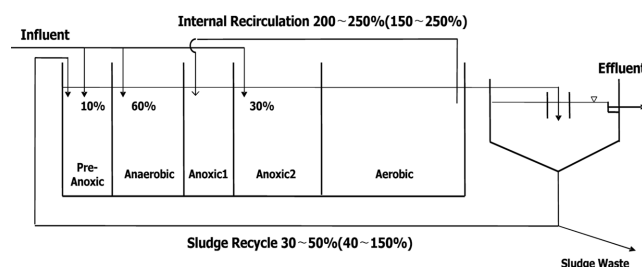 Internal Recirculation 200~250%(150~250%)
Influent
Effluent
10%
60%
30%
Pre-
Anoxic
Anaerobic
Anoxic1
Anoxic2
Aerobic
Sludge Recycle 30~50%(40~150%)
Sludge Waste